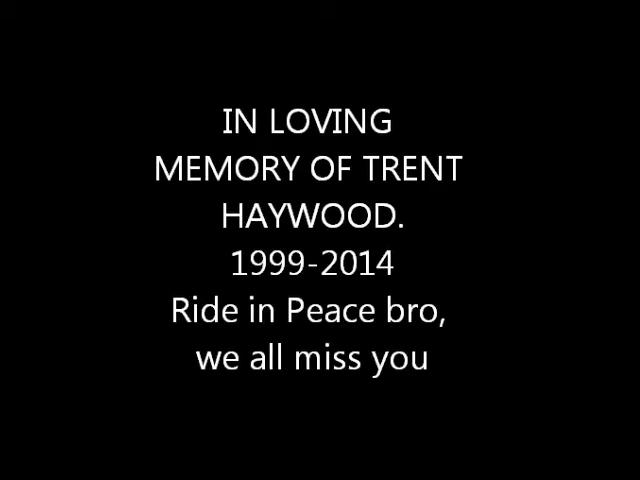 IN LOVING
MEMORY OF TRENT
HAYWOOD.
1999-2014
Ride in Peace bro,
we all miss you